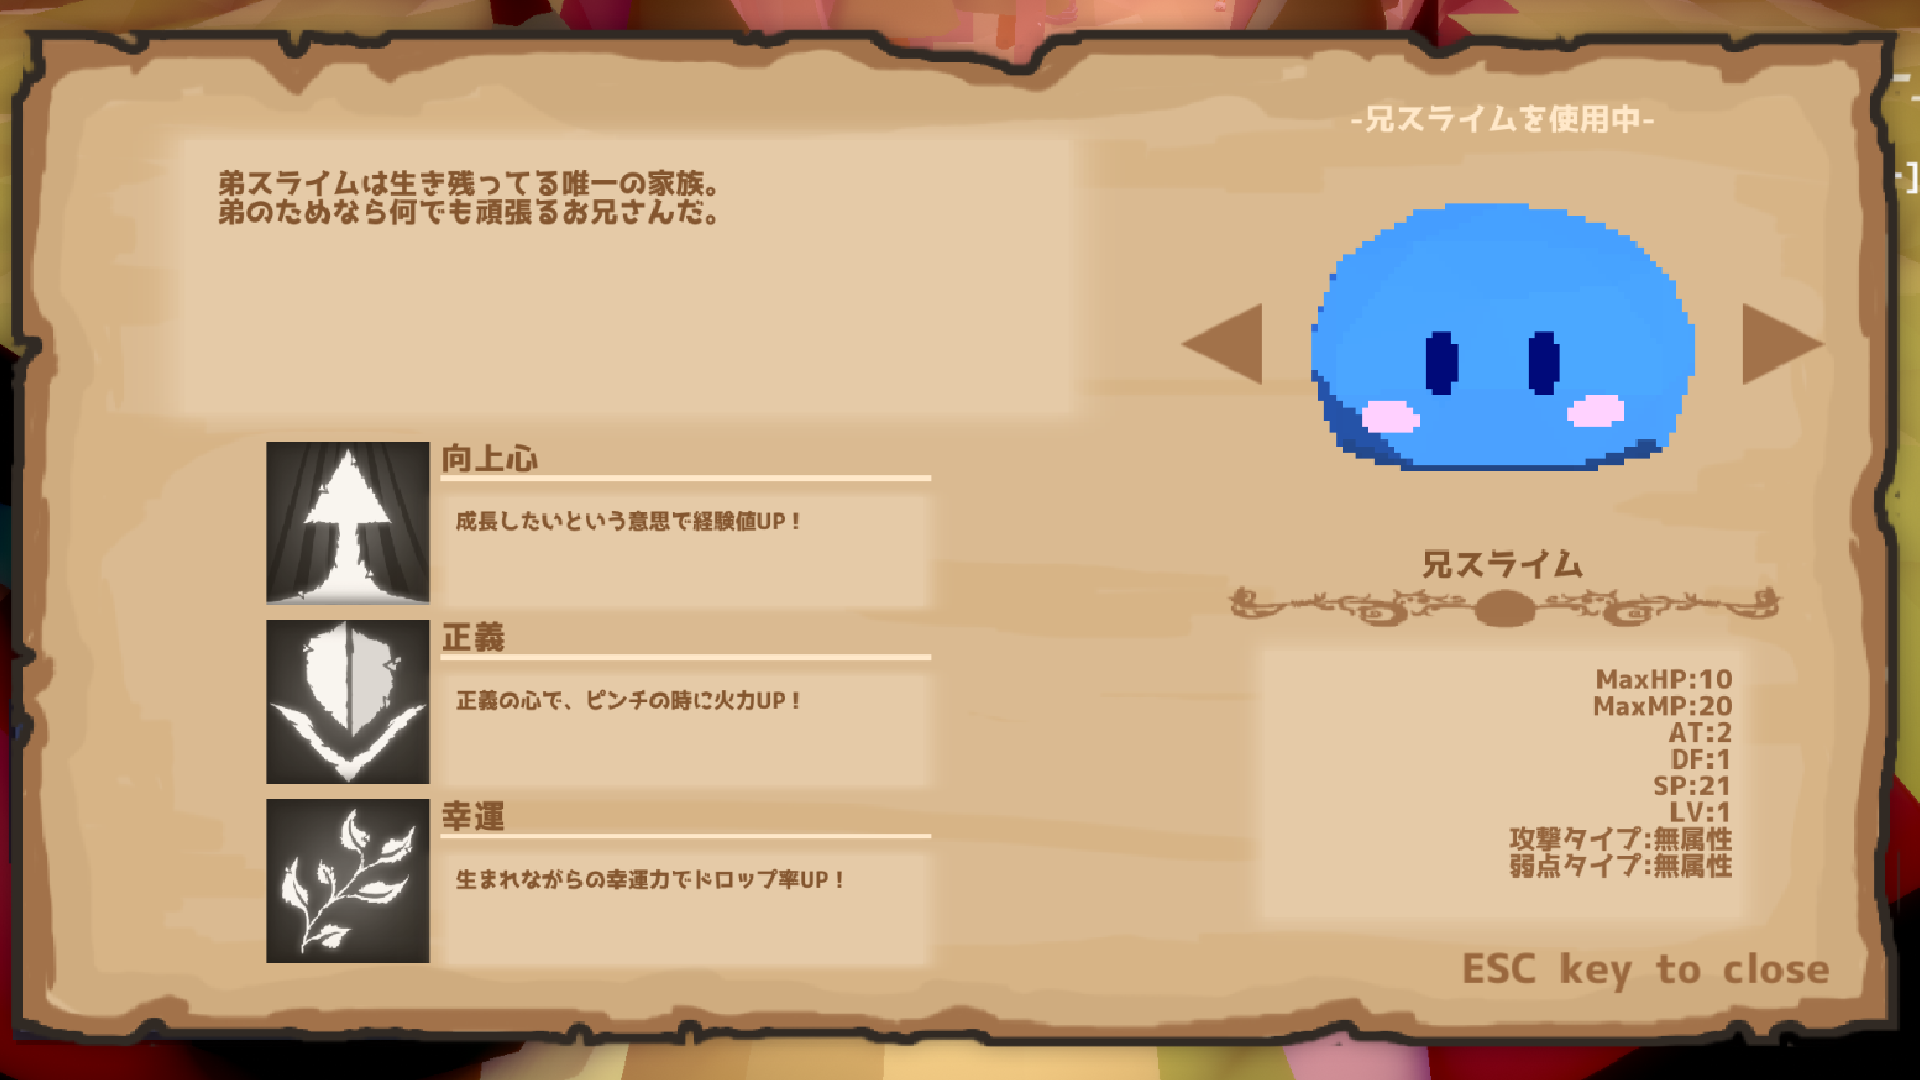 -兄スライムを使用中-
弟スライムは生き残ってる唯一の家族。
弟のためなら何でも頑張るお兄さんだ。
向上心
成長したいという意思で経験値UP！
正義
正義の心で、ピンチの時に火力UP！
幸運
生まれながらの幸運力でドロップ率UP！
兄スライム
MaxHP:10
MaxMP:20
AT:2
DF:1
SP:21
LV:1
攻撃タイプ:無属性
弱点タイプ:無属性
ESC key to close